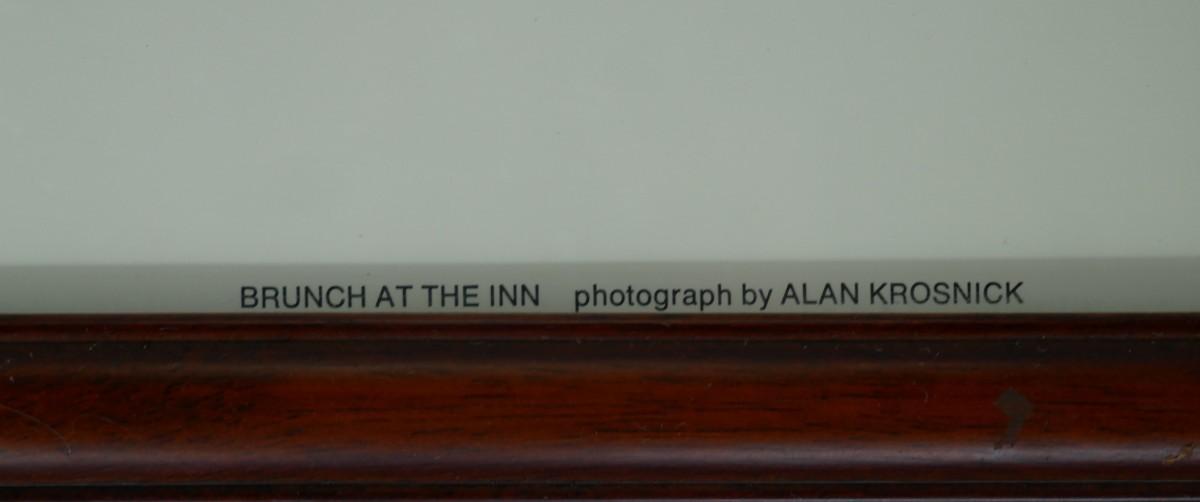 BRUNCH AT THE INN photograph by ALAN KROSNICK